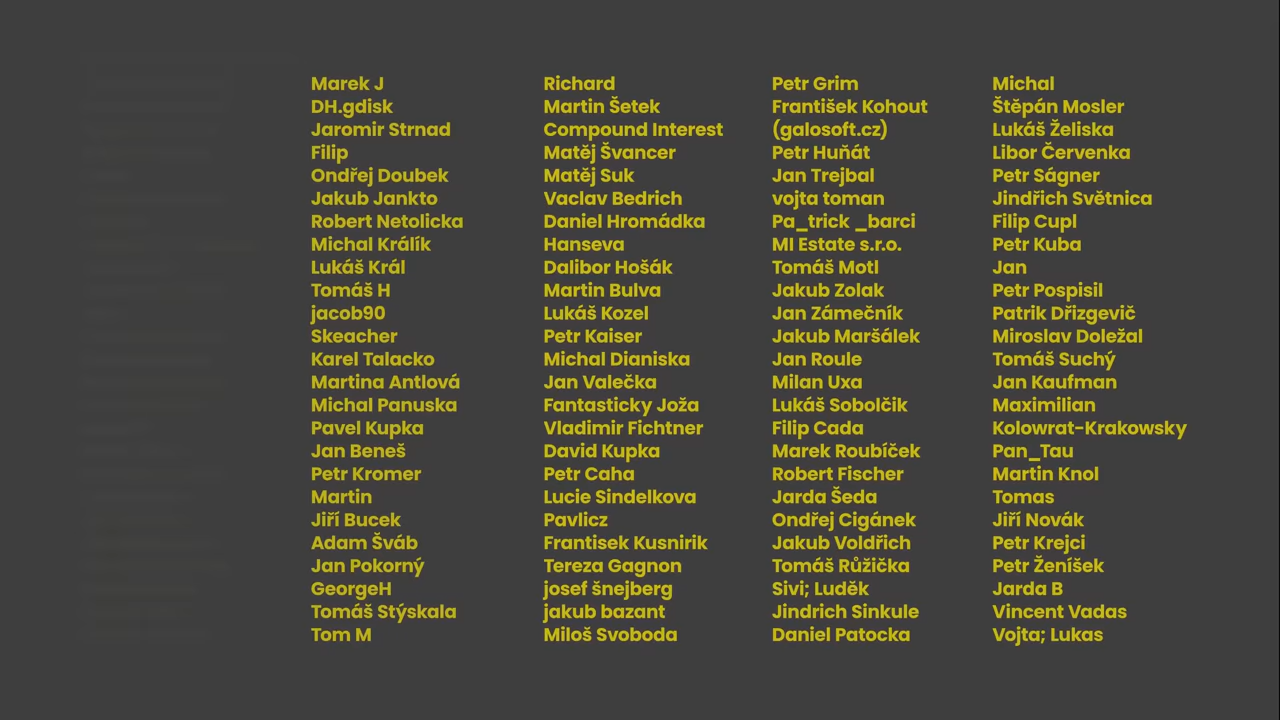 Marek J
DH.gdisk
Jaromir Strnad
Filip
Ondřej Doubek
Jakub Jankto
Robert Netolicka
Michal Králík
Lukáš Král
Tomáš H
jacob90
Skeacher
Karel Talacko
Martina Antlová
Michal Panuska
Pavel Kupka
Jan Beneš
Petr Kromer
Martin
Jiří Bucek
Adam Šváb
Jan Pokorný
GeorgeH
Tomáš Stýskala
Tom M
Richard
Martin Šetek
Compound Interest
Matěj Švancer
Matěj Suk
Vaclav Bedrich
Daniel Hromádka
Hanseva
Dalibor Hošák
Martin Bulva
Lukáš Kozel
Petr Kaiser
Michal Dianiska
Jan Valečka
Fantasticky Joža
Vladimir Fichtner
David Kupka
Petr Caha
Lucie Sindelkova
Pavlicz
Frantisek Kusnirik
Tereza Gagnon
josef šnejberg
jakub bazant
Miloš Svoboda
Petr Grim
František Kohout
(galosoft.cz)
Petr Huňát
Jan Trejbal
vojta toman
Pa_trick _barci
MI Estate s.r.o.
Tomáš Motl
Jakub Zolak
Jan Zámečník
Jakub Maršálek
Jan Roule
Milan Uxa
Lukáš Sobolčik
Filip Cada
Marek Roubíček
Robert Fischer
Jarda Šeda
Ondřej Cigánek
Jakub Voldřich
Tomáš Růžička
Sivi; Luděk
Jindrich Sinkule
Daniel Patocka
Michal
Štěpán Mosler
Lukáš Želiska
Libor Červenka
Petr Ságner
Jindřich Světnica
Filip Cupl
Petr Kuba
Jan
Petr Pospisil
Patrik Dřizgevič
Miroslav Doležal
Tomáš Suchý
Jan Kaufman
Maximilian
Kolowrat-Krakowsky
Pan_Tau
Martin Knol
Tomas
Jiří Novák
Petr Krejci
Petr Ženíšek
Jarda B
Vincent Vadas
Vojta; Lukas